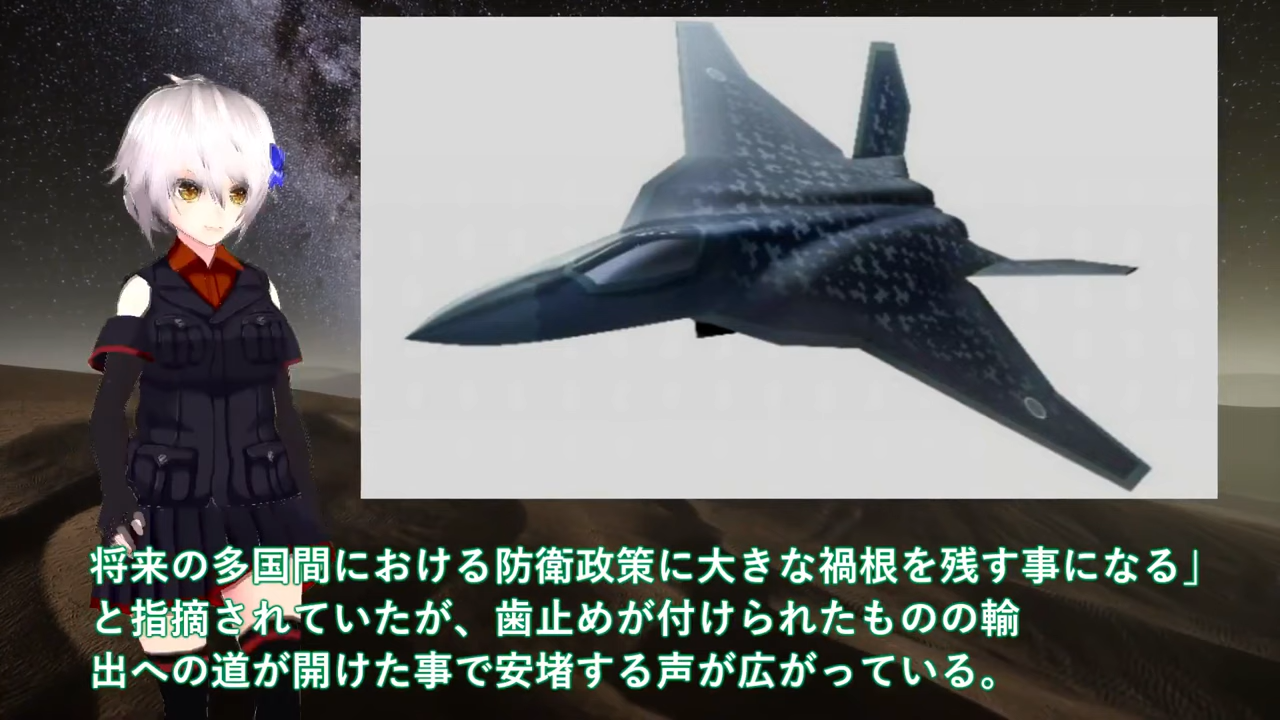 将来の多国間における防衛政策に大きな禍根を残す事になる」
と指摘されていたが、歯止めが付けられたものの輸
出への道が開けた事で安堵する声が広がっている。